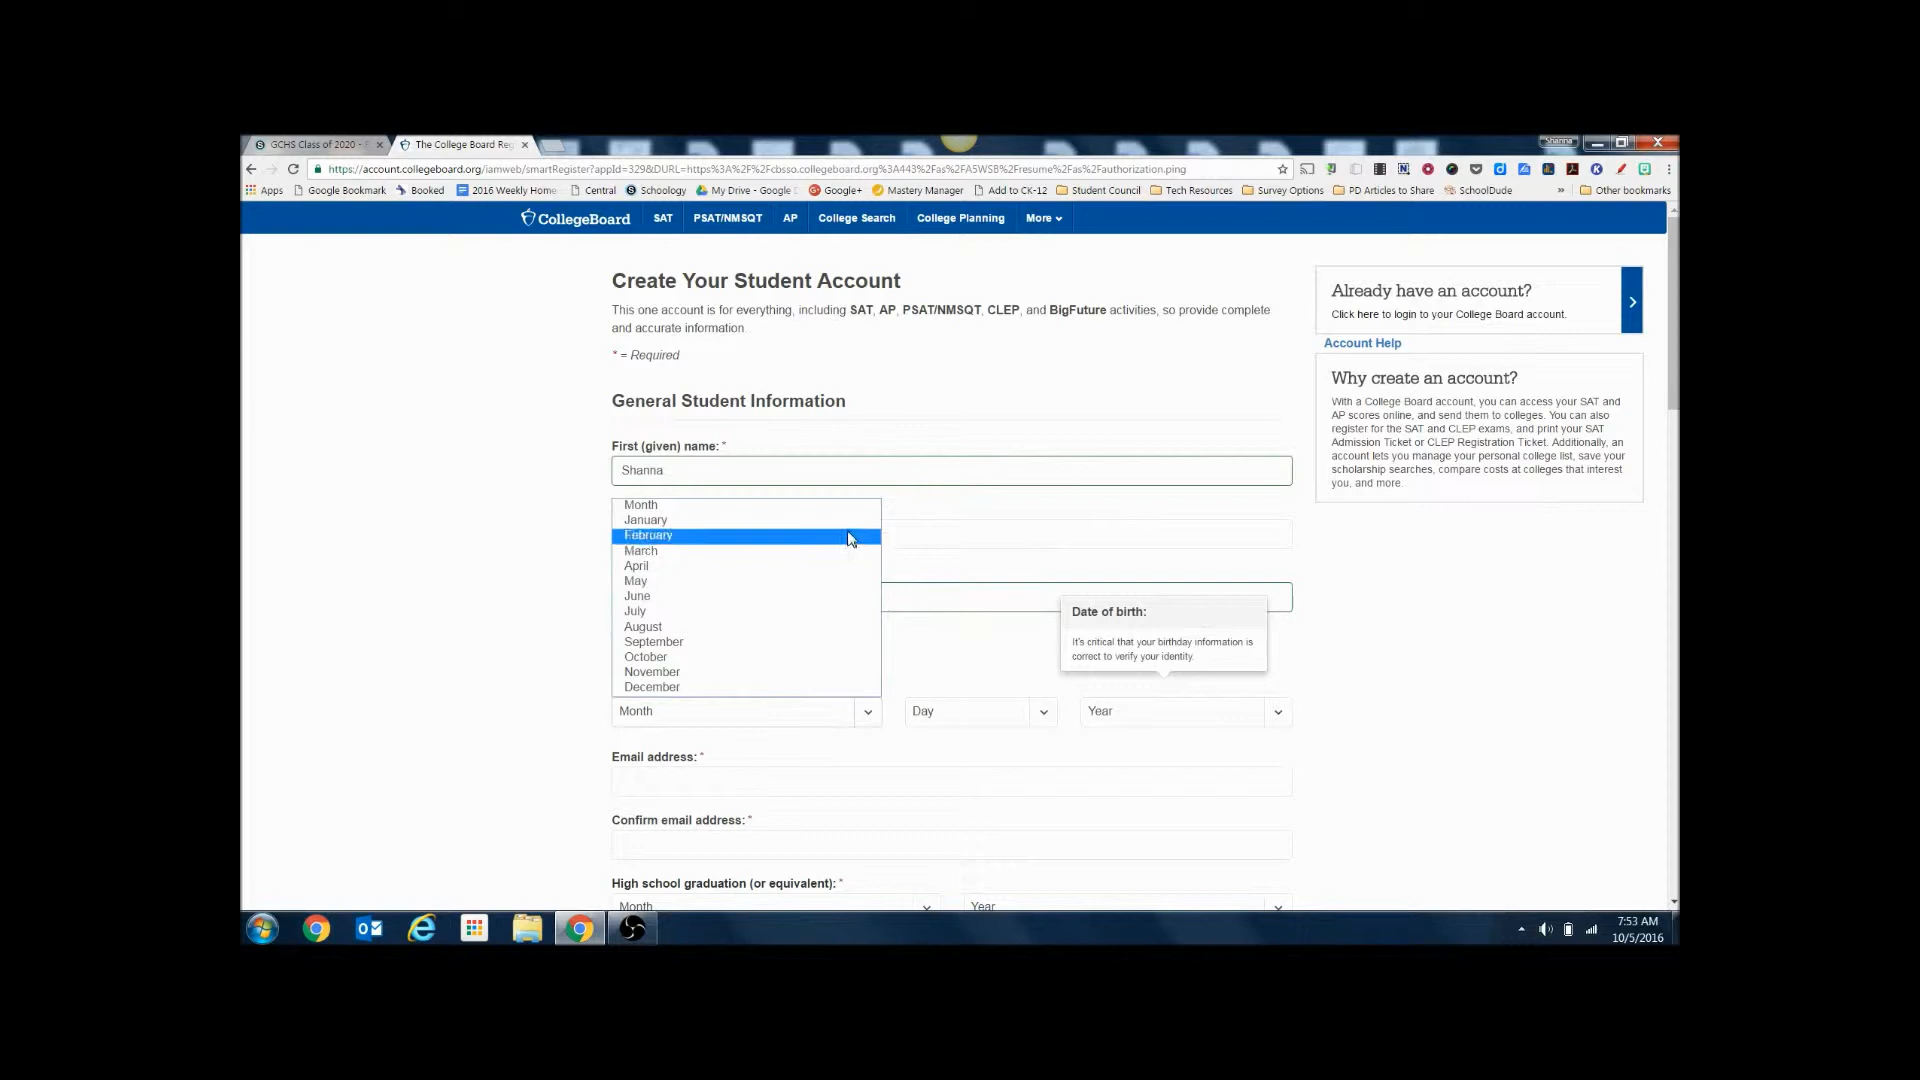 GCHS Class of 2020 -
The College Board Reg
Shanna
https://account.collegeboard.org/iamweb/smartRegister?appId=329&DURL=https%3A%2F%2Fcbsso.collegeboard.org%3A443%2Fas%2FA5WSB%2Fresume%2Fas%2Fauthorization.ping
Apps Google Bookmark Booked 2016 Weekly Home Central Schoology My Drive - Google Google+ Mastery Manager Add to CK-12 Student Council Tech Resources Survey Options PD Articles to Share SchoolDude » Other bookmarks
CollegeBoard SAT PSAT/NMSQT AP College Search College Planning More
Create Your Student Account
This one account is for everything, including SAT, AP, PSAT/NMSQT, CLEP, and BigFuture activities, so provide complete
and accurate information.
* = Required
General Student Information
First (given) name: *
Shanna
Month
January
February
March
April
May
June
July
August
September
October
November
December
Date of birth:
It's critical that your birthday information is
correct to verify your identity.
Month Day Year
Email address: *
Confirm email address: *
High school graduation (or equivalent): *
Month Year
Already have an account?
Click here to login to your College Board account.
Account Help
Why create an account?
With a College Board account, you can access your SAT and
AP scores online, and send them to colleges. You can also
register for the SAT and CLEP exams, and print your SAT
Admission Ticket or CLEP Registration Ticket. Additionally, an
account lets you manage your personal college list, save your
scholarship searches, compare costs at colleges that interest
you, and more.
7:53 AM
10/5/2016